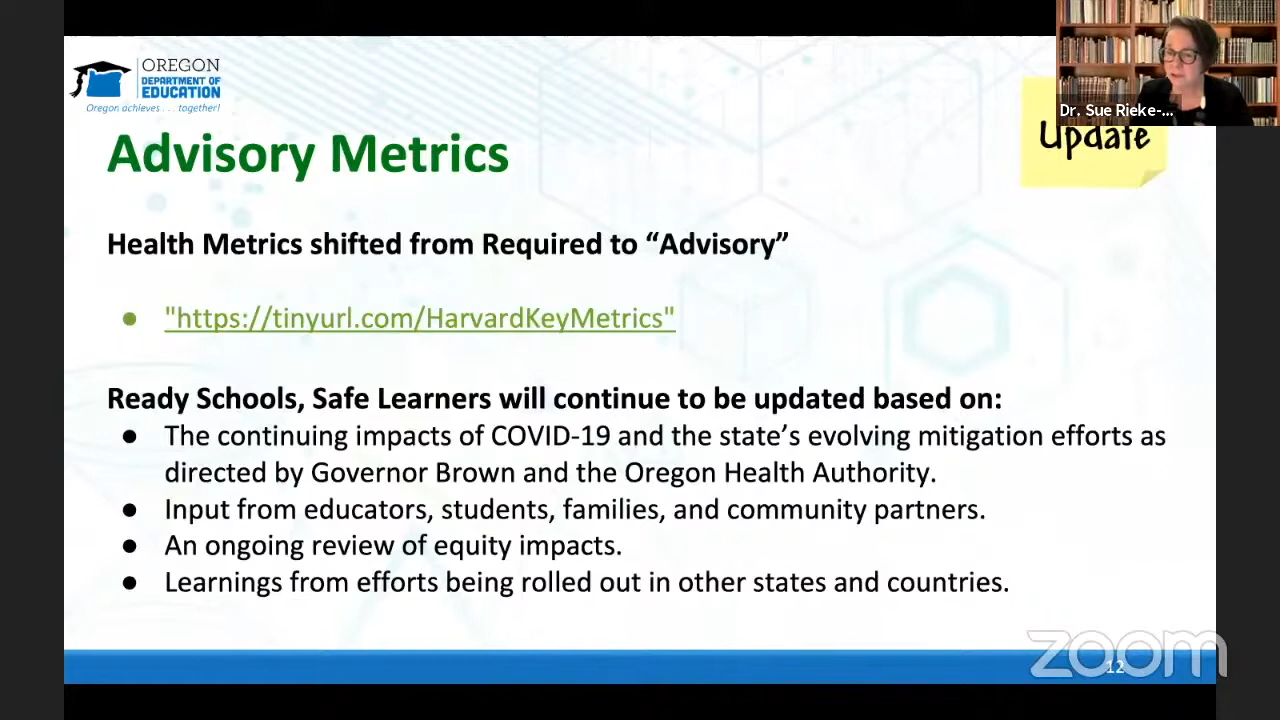 OREGON
DEPARTMENT OF
EDUCATION
Oregon achieves . . . together!
Dr. Sue Rieke-...
Update
Advisory Metrics
Health Metrics shifted from Required to “Advisory”
● "https://tinyurl.com/HarvardKeyMetrics"
Ready Schools, Safe Learners will continue to be updated based on:
● The continuing impacts of COVID-19 and the state’s evolving mitigation efforts as
directed by Governor Brown and the Oregon Health Authority.
● Input from educators, students, families, and community partners.
● An ongoing review of equity impacts.
● Learnings from efforts being rolled out in other states and countries.
zoom
12